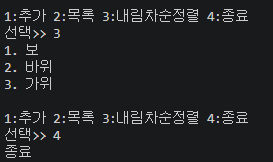 1:추가 2:목록 3:내림차순정렬 4:종료
선택>> 3
1. 보
2. 바위
3. 가위
1:추가 2:목록 3:내림차순정렬 4:종료
선택>> 4
종료